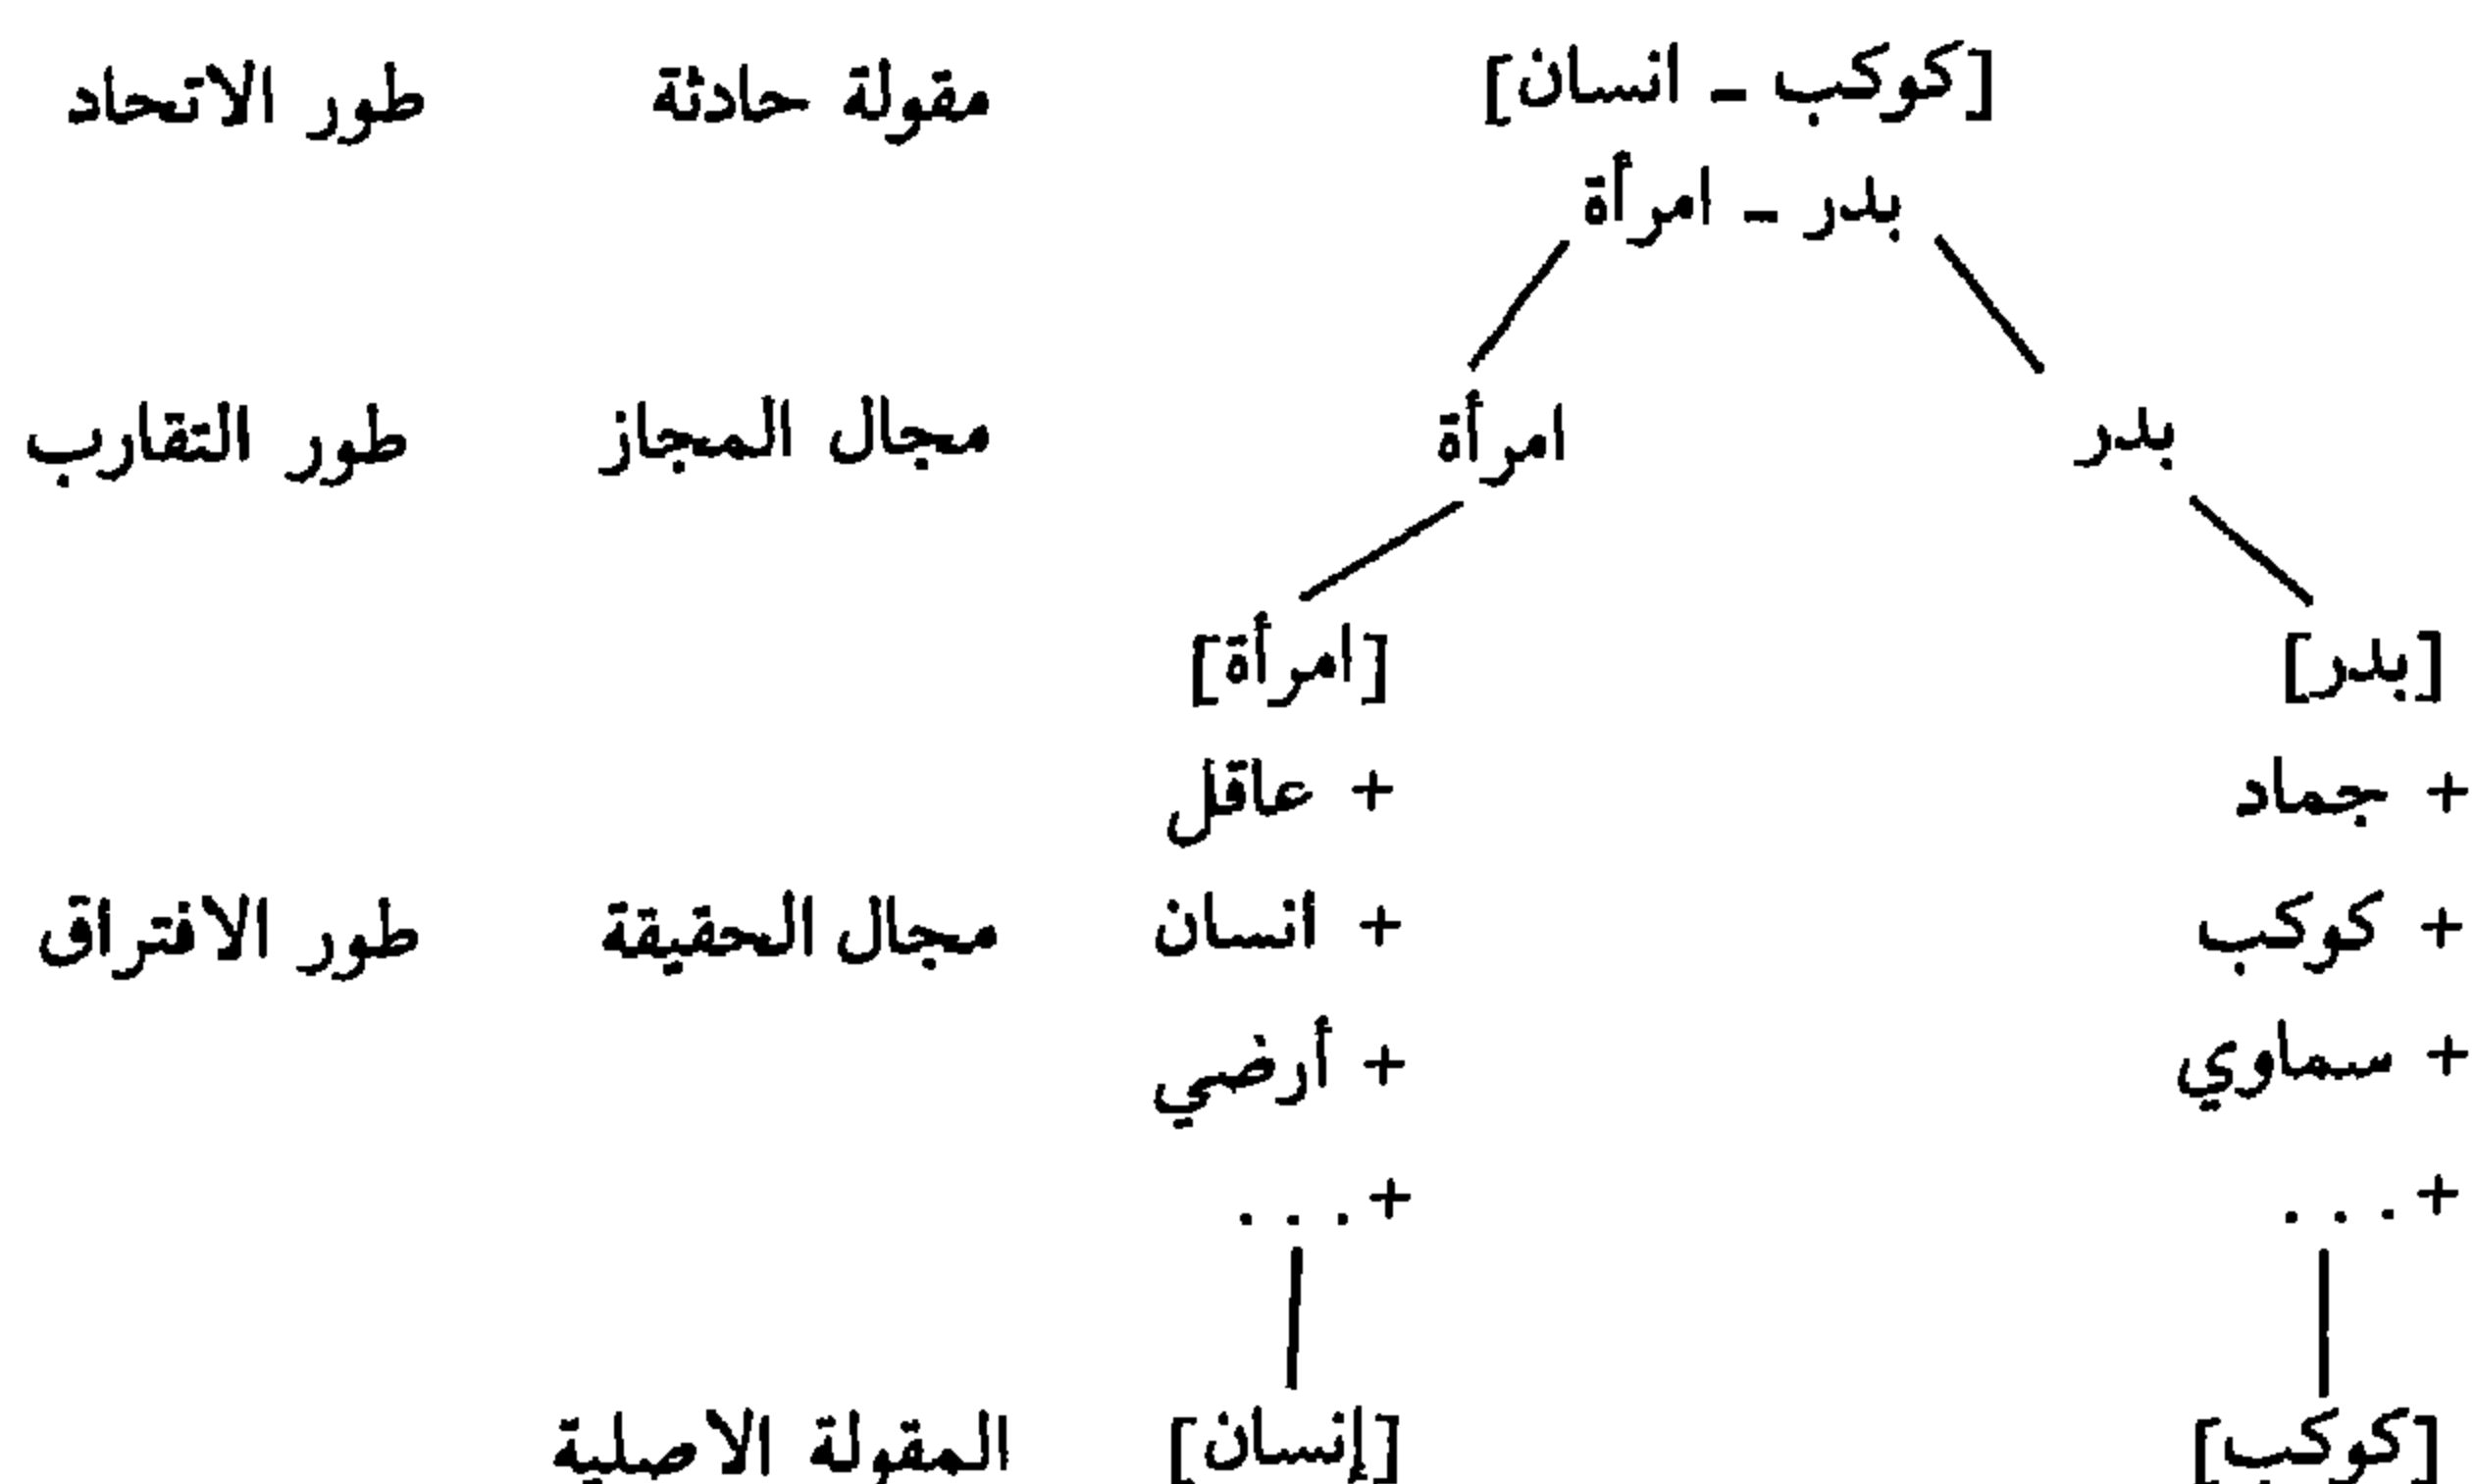 [كوكب - انسان] مقولة حادثة طور الاتحاد
بدر - امرأة
بدر امرأة مجال المجاز طور التقارب
[بدر] [امرأة]
+ جماد + عاقل
+ كوكب + انسان مجال الحقيقة طور الافتراق
+ سماوي + أرضي
+ . . . + . . .
[كوكب] [إنسان] المقولة الاصلية